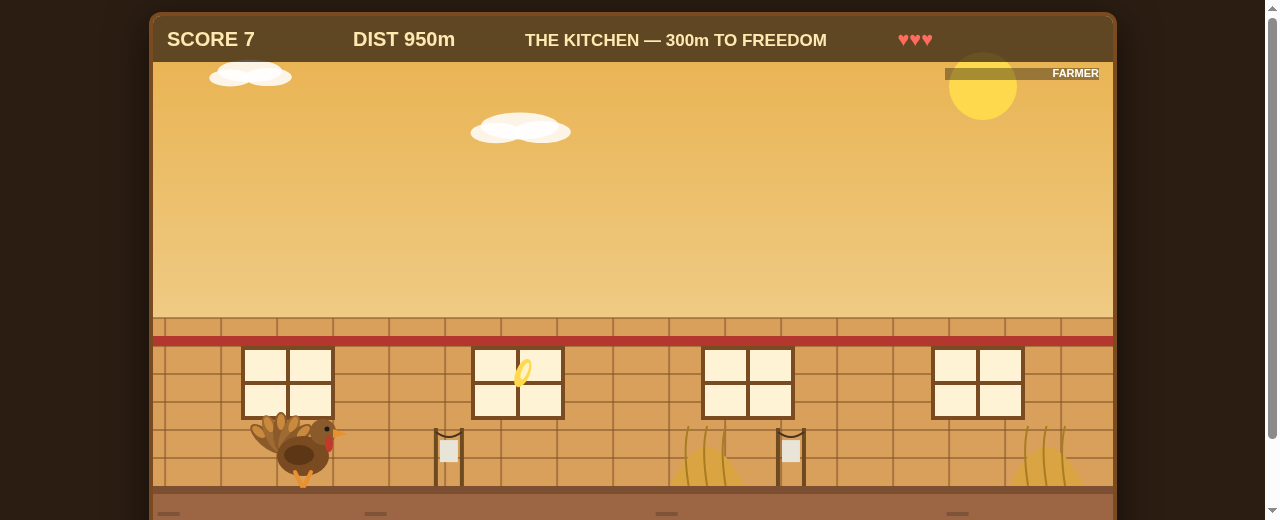 SCORE 7
DIST 950m
THE KITCHEN — 300m TO FREEDOM
♥♥♥
FARMER